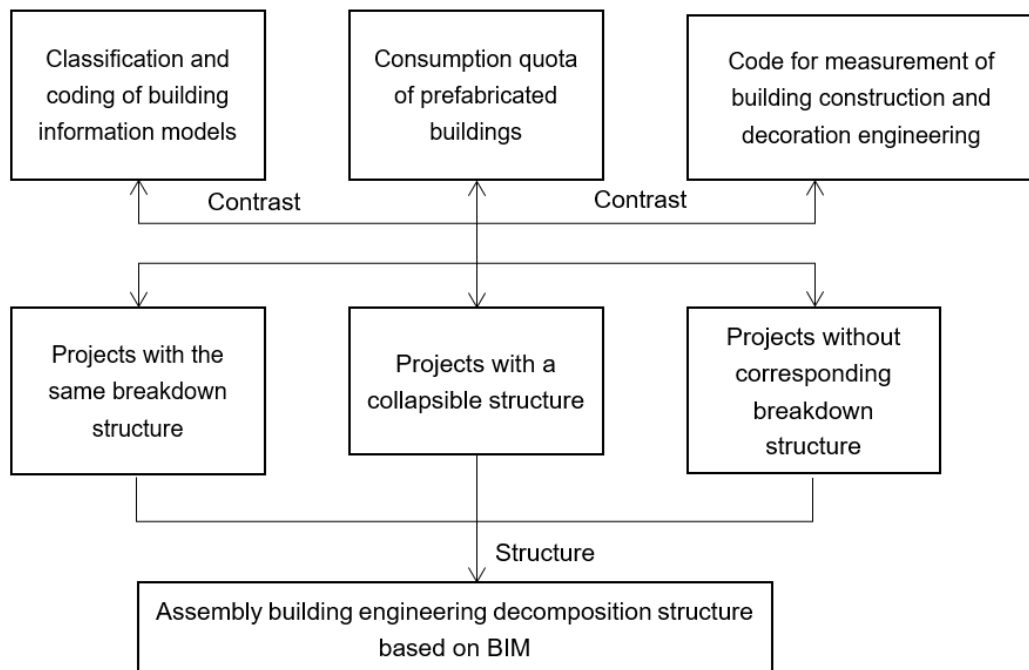 Classification and
coding of building
information models
Consumption quota
of prefabricated
buildings
Code for measurement of
building construction and
decoration engineering
Contrast
Contrast
Projects with the
same breakdown
structure
Projects with a
collapsible structure
Projects without
corresponding
breakdown
structure
Structure
Assembly building engineering decomposition structure
based on BIM